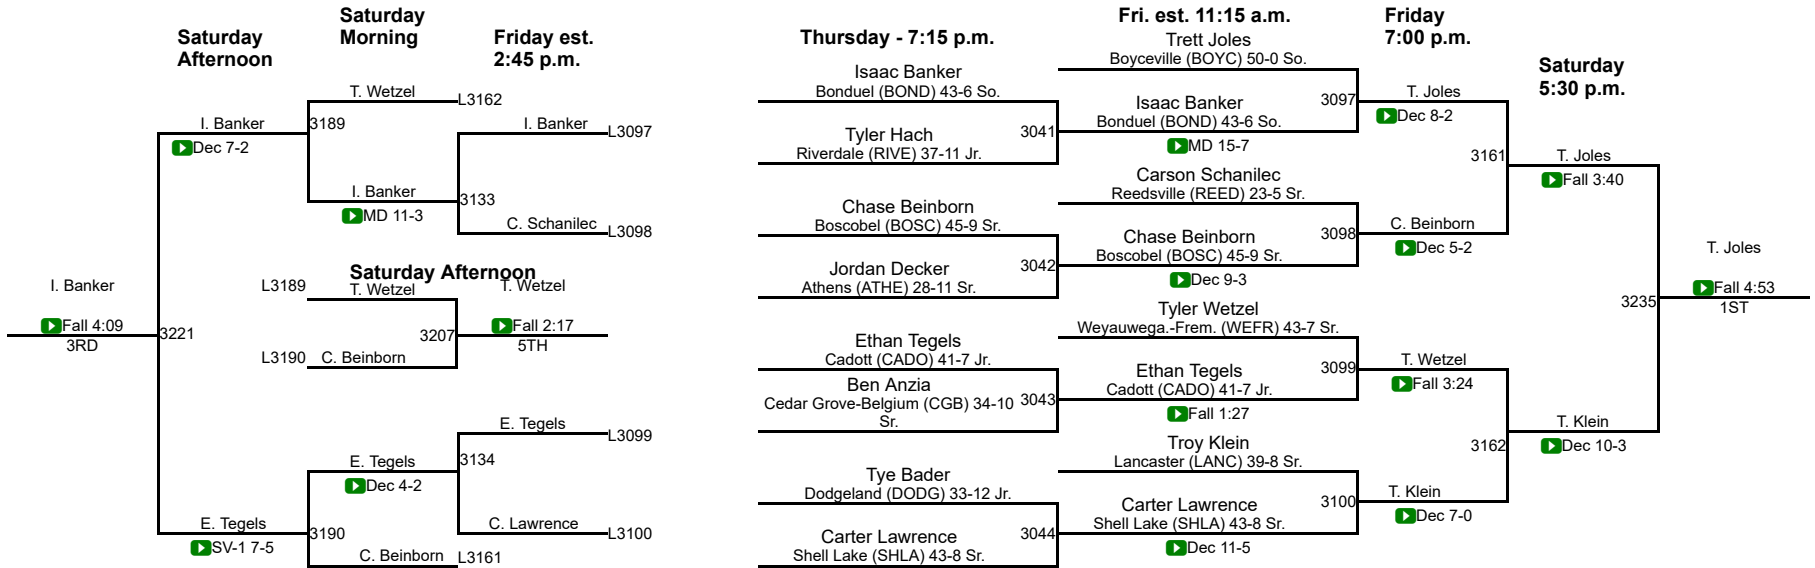 Saturday
Afternoon
Saturday
Morning
Friday est.
2:45 p.m.
T. Wetzel
L3162
I. Banker
3189
I. Banker
L3097
Dec 7-2
I. Banker
3133
MD 11-3
C. Schanilec
L3098
Saturday Afternoon
I. Banker
L3189
T. Wetzel
T. Wetzel
Fall 4:09
3221
3207
Fall 2:17
3RD
5TH
L3190
C. Beinborn
E. Tegels
L3099
E. Tegels
3134
Dec 4-2
E. Tegels
3190
C. Lawrence
L3100
SV-1 7-5
C. Beinborn
L3161
Thursday - 7:15 p.m.
Isaac Banker
Bonduel (BOND) 43-6 So.
Tyler Hach
3041
Riverdale (RIVE) 37-11 Jr.
Chase Beinborn
Boscobel (BOSC) 45-9 Sr.
Jordan Decker
3042
Athens (ATHE) 28-11 Sr.
Ethan Tegels
Cadott (CADO) 41-7 Jr.
Ben Anzia
Cedar Grove-Belgium (CGB) 34-10
Sr.
3043
Tye Bader
Dodgeland (DODG) 33-12 Jr.
Carter Lawrence
3044
Shell Lake (SHLA) 43-8 Sr.
Fri. est. 11:15 a.m.
Trett Joles
Boyceville (BOYC) 50-0 So.
Isaac Banker
3097
Bonduel (BOND) 43-6 So.
MD 15-7
Carson Schanilec
Reedsville (REED) 23-5 Sr.
Chase Beinborn
3098
Boscobel (BOSC) 45-9 Sr.
Dec 9-3
Tyler Wetzel
Weyauwega.-Frem. (WEFR) 43-7 Sr.
Ethan Tegels
3099
Cadott (CADO) 41-7 Jr.
Fall 1:27
Troy Klein
Lancaster (LANC) 39-8 Sr.
Carter Lawrence
3100
Shell Lake (SHLA) 43-8 Sr.
Dec 11-5
Friday
7:00 p.m.
T. Joles
Dec 8-2
3161
C. Beinborn
Dec 5-2
T. Wetzel
Fall 3:24
3162
T. Klein
Dec 7-0
Saturday
5:30 p.m.
T. Joles
Fall 3:40
3235
T. Klein
Dec 10-3
T. Joles
Fall 4:53
1ST